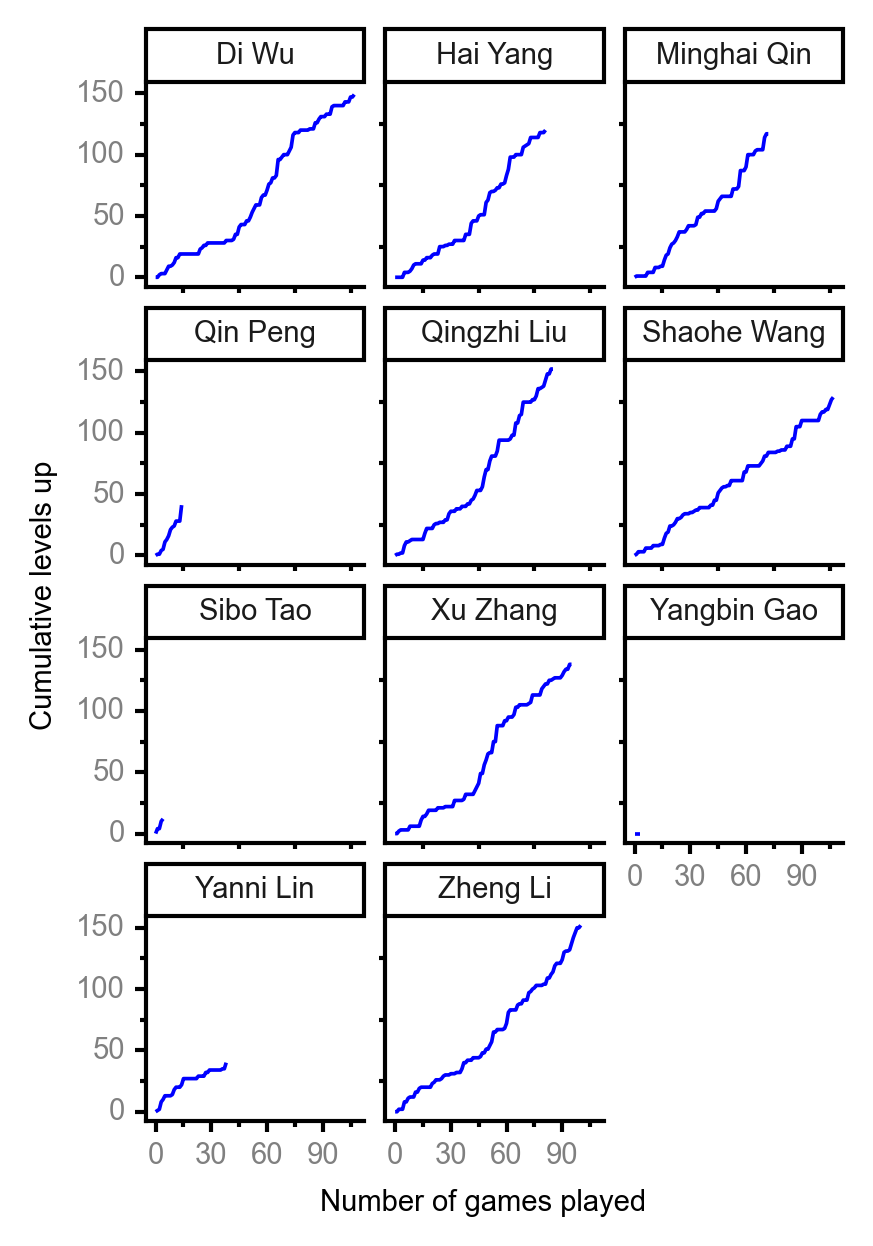 Di Wu Hai Yang Minghai Qin
150
100
50
0
Qin Peng Qingzhi Liu Shaohe Wang
150
100
50
0
Sibo Tao Xu Zhang Yangbin Gao
150
100
50
0
0 30 60 90
Yanni Lin Zheng Li
150
100
50
0
0 30 60 90 0 30 60 90
Cumulative levels up
Number of games played